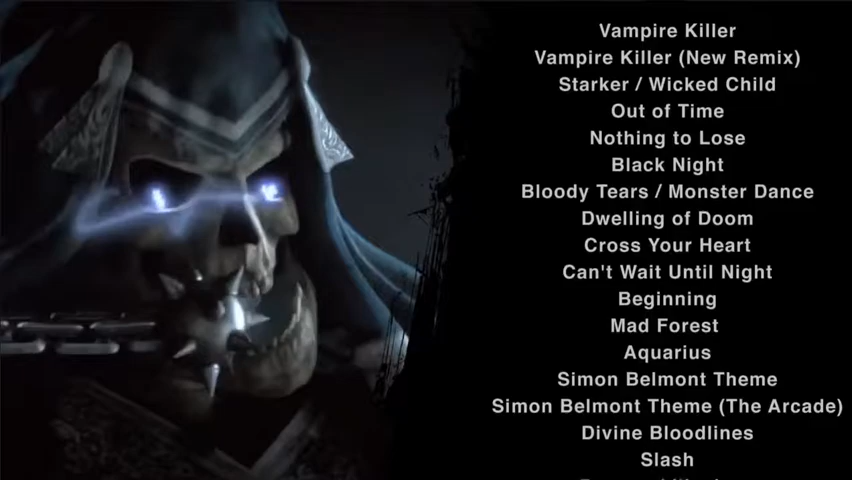 Vampire Killer
Vampire Killer (New Remix)
Starker / Wicked Child
Out of Time
Nothing to Lose
Black Night
Bloody Tears / Monster Dance
Dwelling of Doom
Cross Your Heart
Can't Wait Until Night
Beginning
Mad Forest
Aquarius
Simon Belmont Theme
Simon Belmont Theme (The Arcade)
Divine Bloodlines
Slash